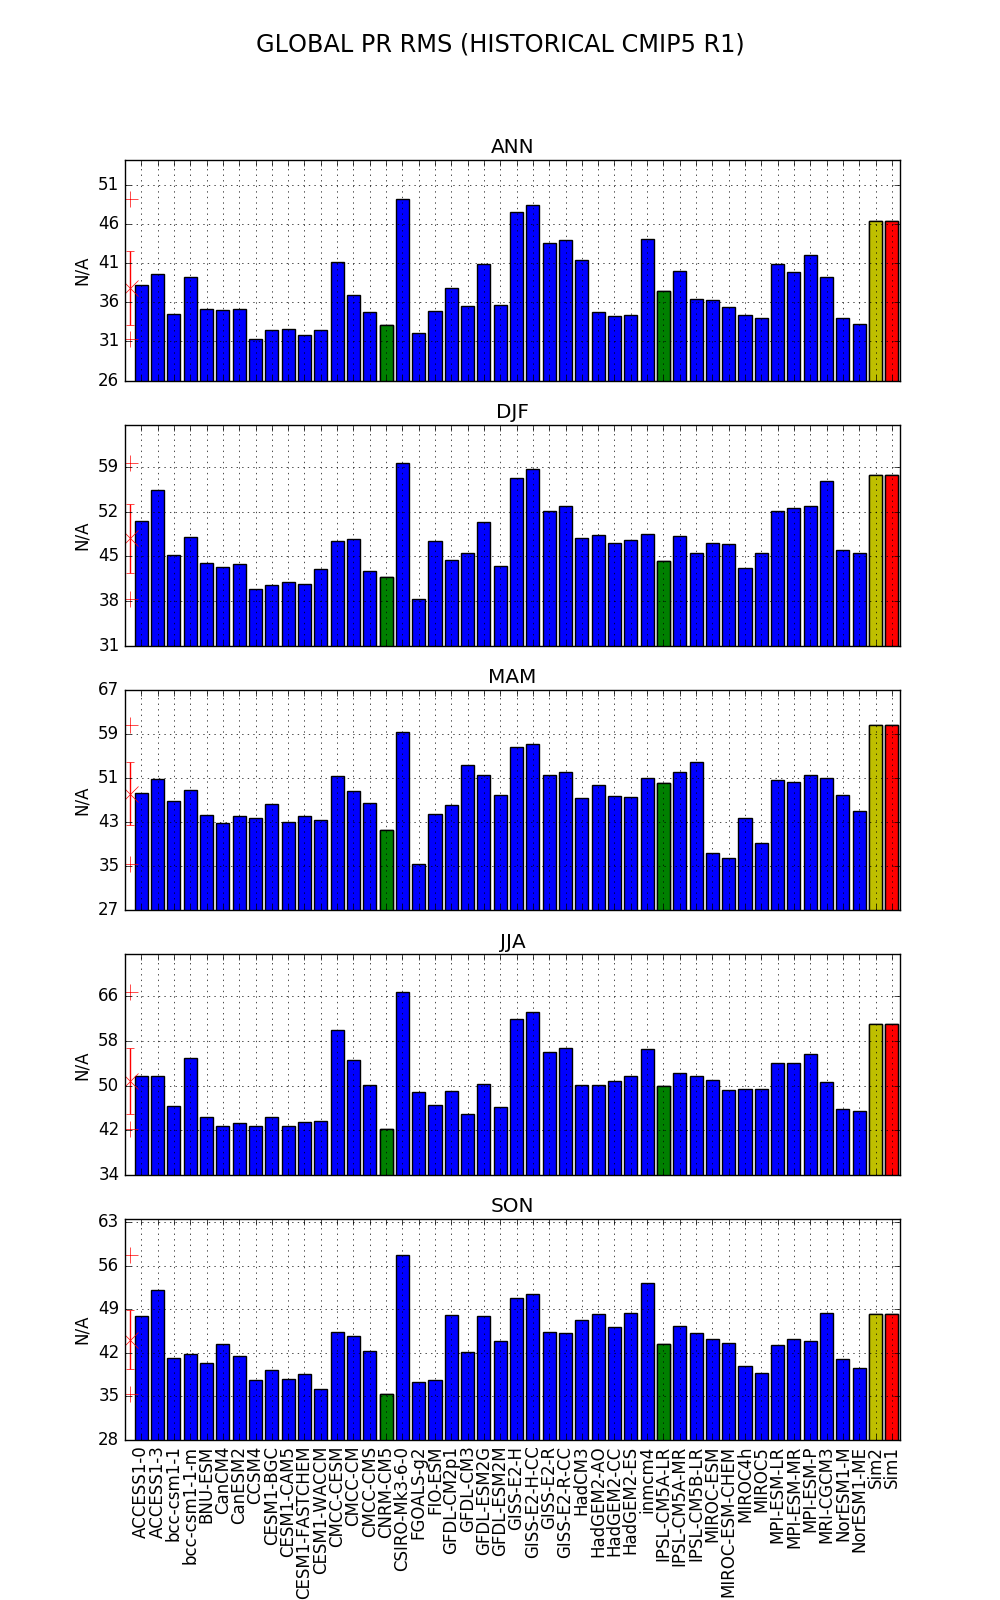 GLOBAL PR RMS (HISTORICAL CMIP5 R1)
ANN
51
46
41
36
31
26
N/A
DJF
59
52
45
38
31
N/A
MAM
67
59
51
43
35
27
N/A
JJA
66
58
50
42
34
N/A
SON
63
56
49
42
35
28
N/A
ACCESS1-0
ACCESS1-3
bcc-csm1-1
bcc-csm1-1-m
BNU-ESM
CanCM4
CanESM2
CCSM4
CESM1-BGC
CESM1-CAM5
CESM1-FASTCHEM
CESM1-WACCM
CMCC-CESM
CMCC-CM
CMCC-CMS
CNRM-CM5
CSIRO-Mk3-6-0
FGOALS-g2
FIO-ESM
GFDL-CM2p1
GFDL-CM3
GFDL-ESM2G
GFDL-ESM2M
GISS-E2-H
GISS-E2-H-CC
GISS-E2-R
GISS-E2-R-CC
HadCM3
HadGEM2-AO
HadGEM2-CC
HadGEM2-ES
inmcm4
IPSL-CM5A-LR
IPSL-CM5A-MR
IPSL-CM5B-LR
MIROC-ESM
MIROC-ESM-CHEM
MIROC4h
MIROC5
MPI-ESM-LR
MPI-ESM-MR
MPI-ESM-P
MRI-CGCM3
NorESM1-M
NorESM1-ME
Sim2
Sim1